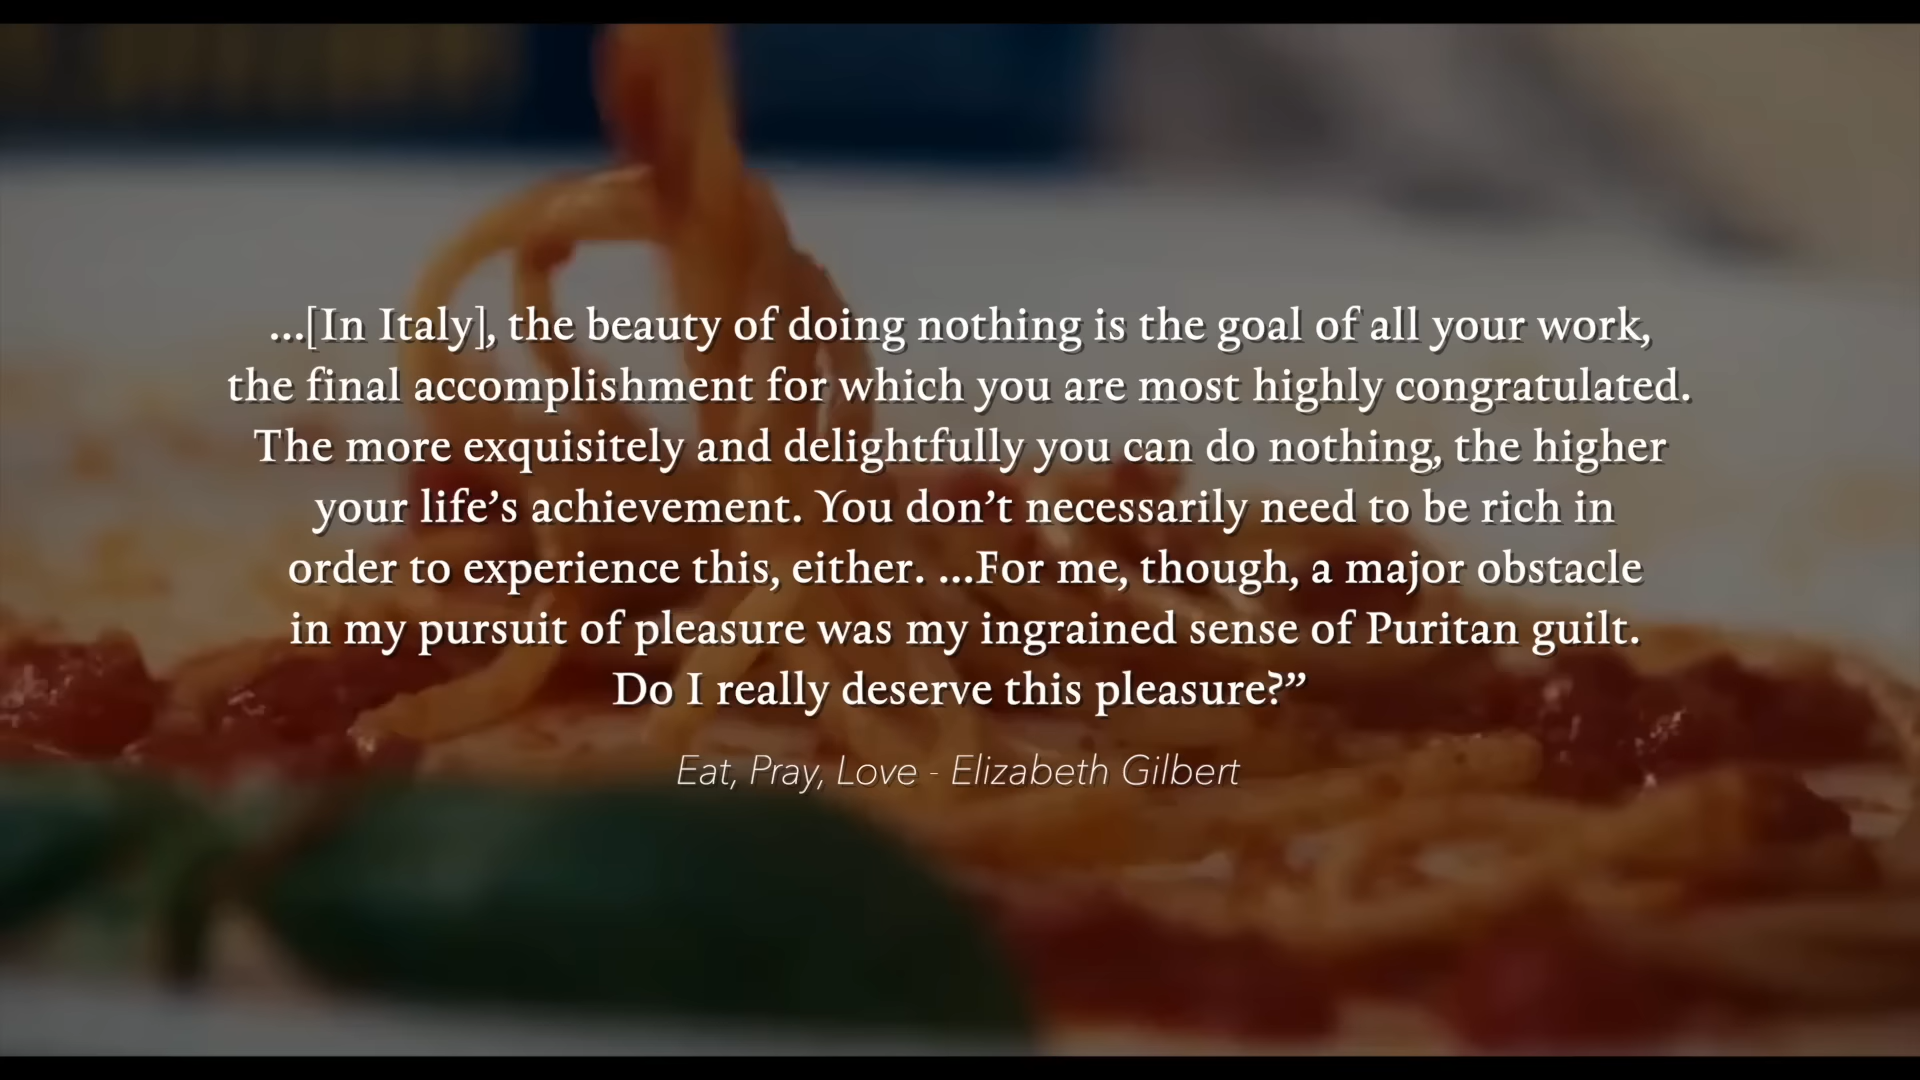 ...[In Italy], the beauty of doing nothing is the goal of all your work,
the final accomplishment for which you are most highly congratulated.
The more exquisitely and delightfully you can do nothing, the higher
your life’s achievement. You don’t necessarily need to be rich in
order to experience this, either. ...For me, though, a major obstacle
in my pursuit of pleasure was my ingrained sense of Puritan guilt.
Do I really deserve this pleasure?”
Eat, Pray, Love - Elizabeth Gilbert